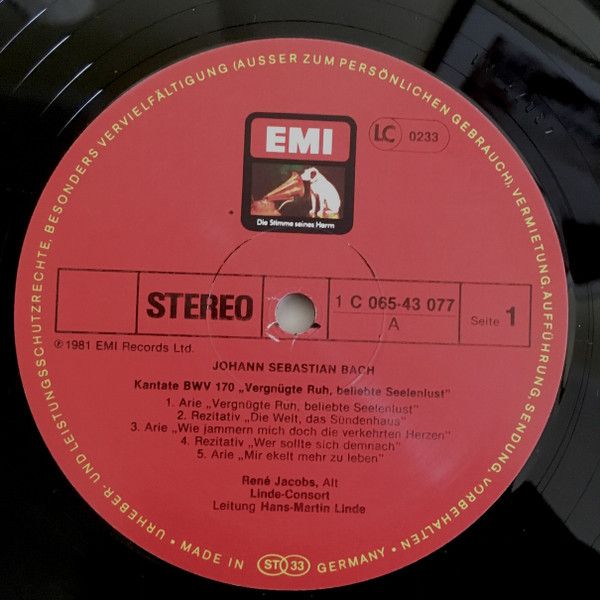 URHEBER- UND LEISTUNGSSCHUTZRECHTE, BESONDERS VERVIELFÄLTIGUNG (AUSSER ZUM PERSÖNLICHEN GEBRAUCH), VERMIETUNG, AUFFÜHRUNG, SENDUNG, VORBEHALTEN
EMI
LC 0233
Die Stimme seines Herrn
STEREO
1 C 065-43 077
A
Seite 1
℗ 1981 EMI Records Ltd.
JOHANN SEBASTIAN BACH
Kantate BWV 170 „Vergnügte Ruh, beliebte Seelenlust"
1. Arie „Vergnügte Ruh, beliebte Seelenlust"
2. Rezitativ „Die Welt, das Sündenhaus"
3. Arie „Wie jammern mich doch die verkehrten Herzen"
4. Rezitativ „Wer sollte sich demnach"
5. Arie „Mir ekelt mehr zu leben"
René Jacobs, Alt
Linde-Consort
Leitung Hans-Martin Linde
• MADE IN ST 33 GERMANY •